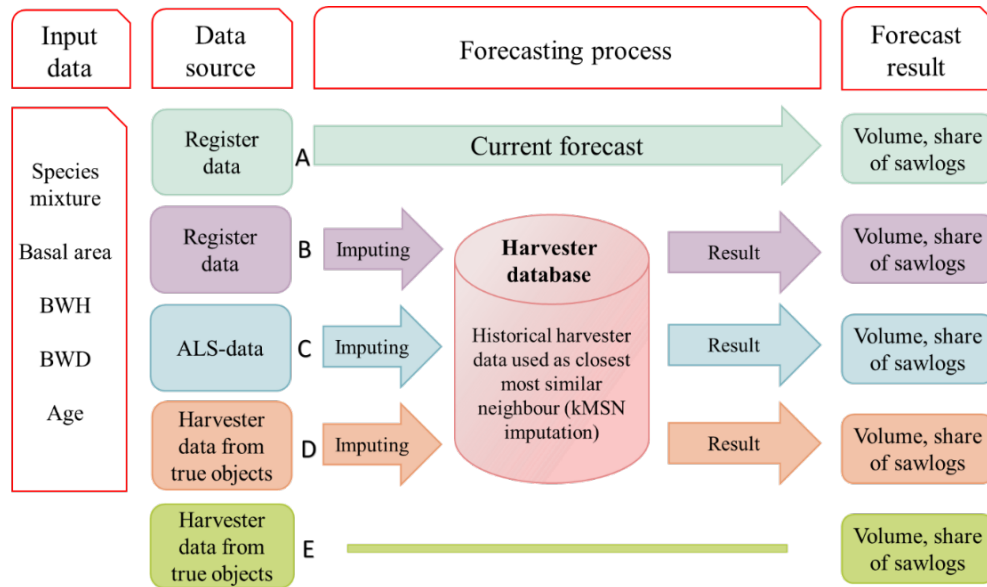 Input
data
Data
source
Forecasting process
Forecast
result
Species
mixture
Basal area
BWH
BWD
Age
Register
data
A
Current forecast
Volume, share
of sawlogs
Register
data
B
Imputing
Harvester
database
Historical harvester
data used as closest
most similar
neighbour (kMSN
imputation)
Result
Volume, share
of sawlogs
ALS-data
C
Imputing
Result
Volume, share
of sawlogs
Harvester
data from
true objects
D
Imputing
Result
Volume, share
of sawlogs
Harvester
data from
true objects
E
Volume, share
of sawlogs